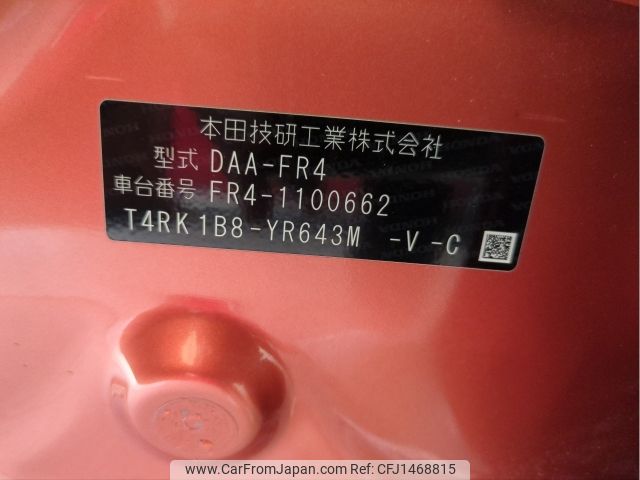 本田技研工業株式会社
型式 DAA-FR4
車台番号 FR4-1100662
T4RK1B8-YR643M -V -C
www.CarFromJapan.com CFJ1468815